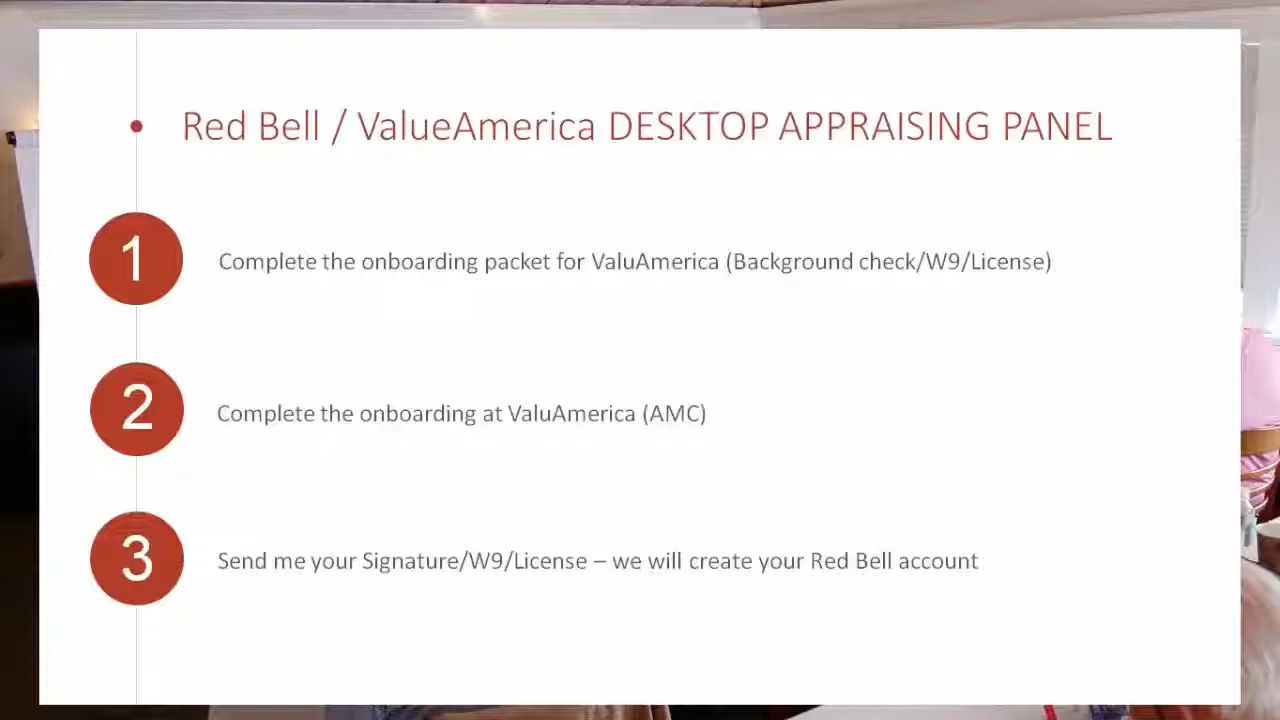 Red Bell / ValueAmerica DESKTOP APPRAISING PANEL
1
Complete the onboarding packet for ValuAmerica (Background check/W9/License)
2
Complete the onboarding at ValuAmerica (AMC)
3
Send me your Signature/W9/License – we will create your Red Bell account